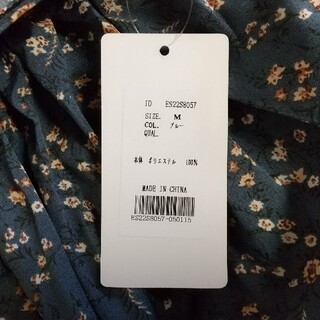 ID ES22S8057
SIZE. M
COL. ブルー
QUAL.
本体 ポリエステル 100%
MADE IN CHINA
ES22S8057-050115